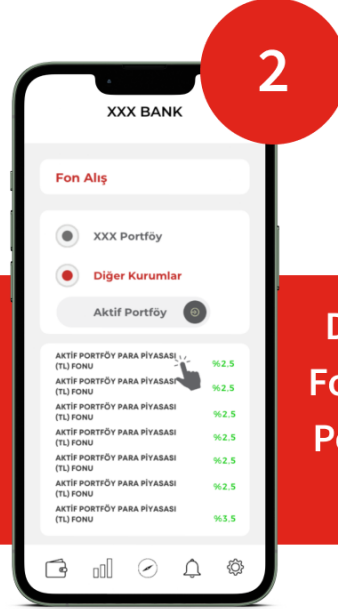 2
XXX BANK
Fon Alış
XXX Portföy
Diğer Kurumlar
Aktif Portföy
AKTİF PORTFÖY PARA PİYASASI
(TL) FONU
%2.5
AKTİF PORTFÖY PARA PİYASASI
(TL) FONU
%2.5
AKTİF PORTFÖY PARA PİYASASI
(TL) FONU
%2.5
AKTİF PORTFÖY PARA PİYASASI
(TL) FONU
%2.5
AKTİF PORTFÖY PARA PİYASASI
(TL) FONU
%2.5
AKTİF PORTFÖY PARA PİYASASI
(TL) FONU
%2.5
AKTİF PORTFÖY PARA PİYASASI
(TL) FONU
%3.5